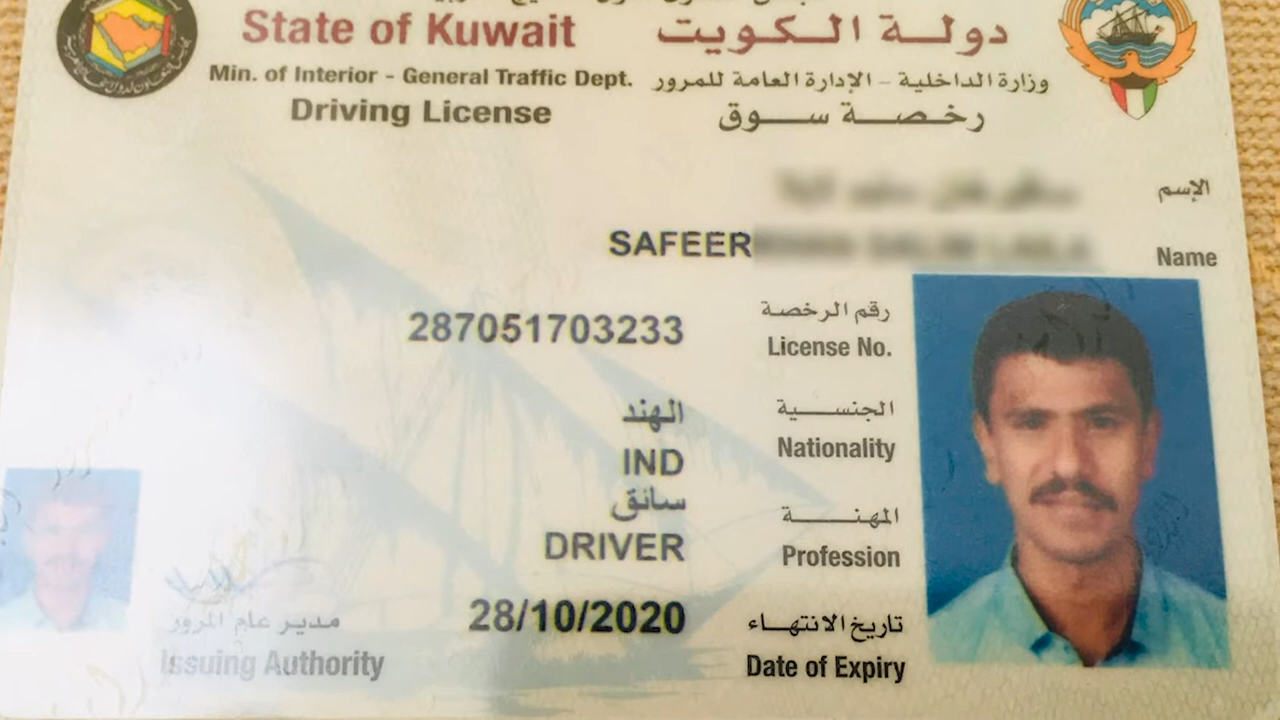 State of Kuwait دولة الكويت
Min. of Interior - General Traffic Dept. وزارة الداخلية - الإدارة العامة للمرور
Driving License رخصة سوق
الإسم
SAFEER Name
287051703233 رقم الرخصة
License No.
الهند الجنسية
IND Nationality
سائق المهنة
DRIVER Profession
28/10/2020 تاريخ الانتهاء
Date of Expiry
مدير عام المرور
Issuing Authority